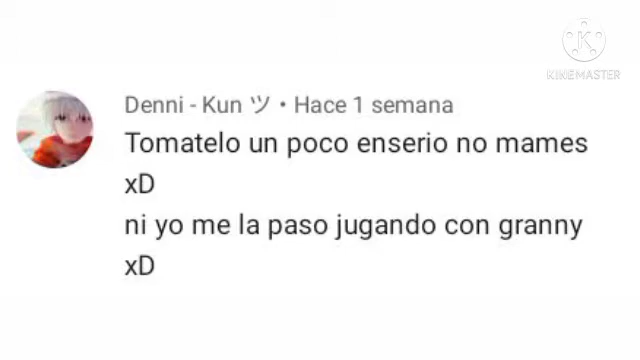 KINEMASTER
Denni - Kun ツ • Hace 1 semana
Tomatelo un poco enserio no mames
xD
ni yo me la paso jugando con granny
xD